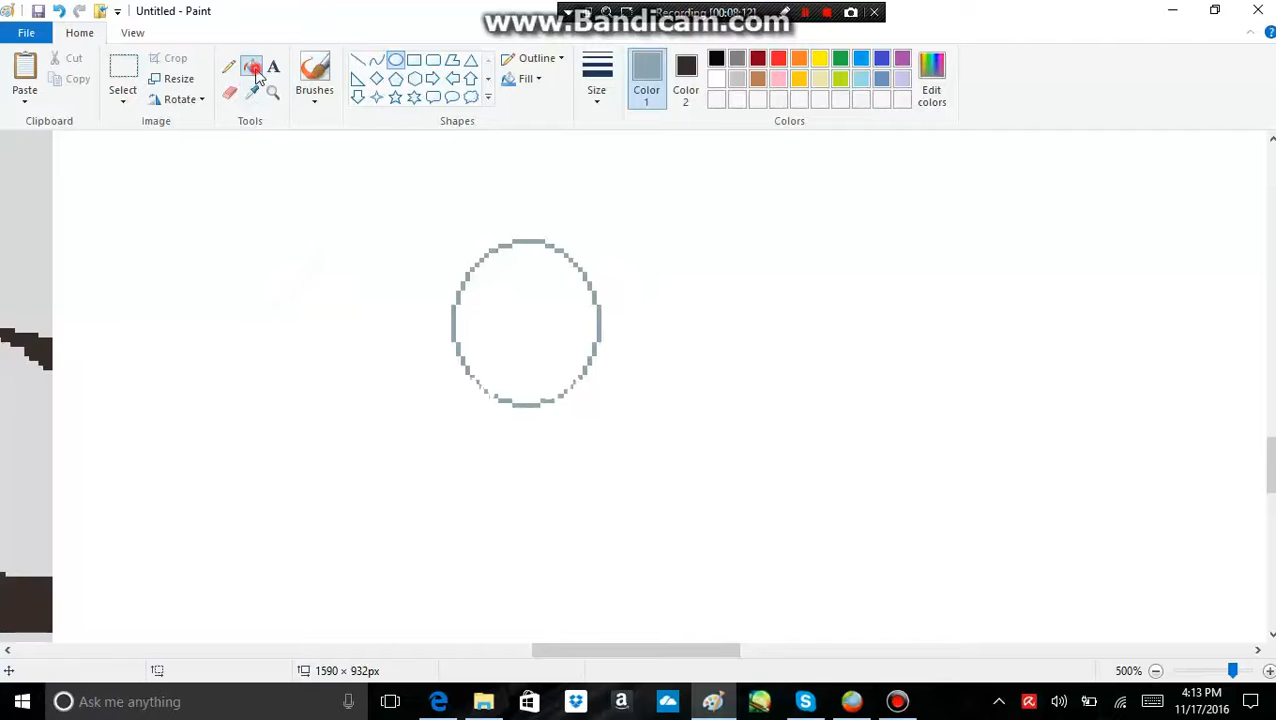 Untitled - Paint
www.Bandicam.com
Recording [00:08:12]
File
Home
View
Paste
Cut
Copy
Clipboard
Select
Crop
Resize
Rotate
Image
A
Tools
Brushes
Outline
Fill
Shapes
Size
Color 1
Color 2
Edit colors
Colors
1590 × 932px
500%
Ask me anything
4:13 PM
11/17/2016